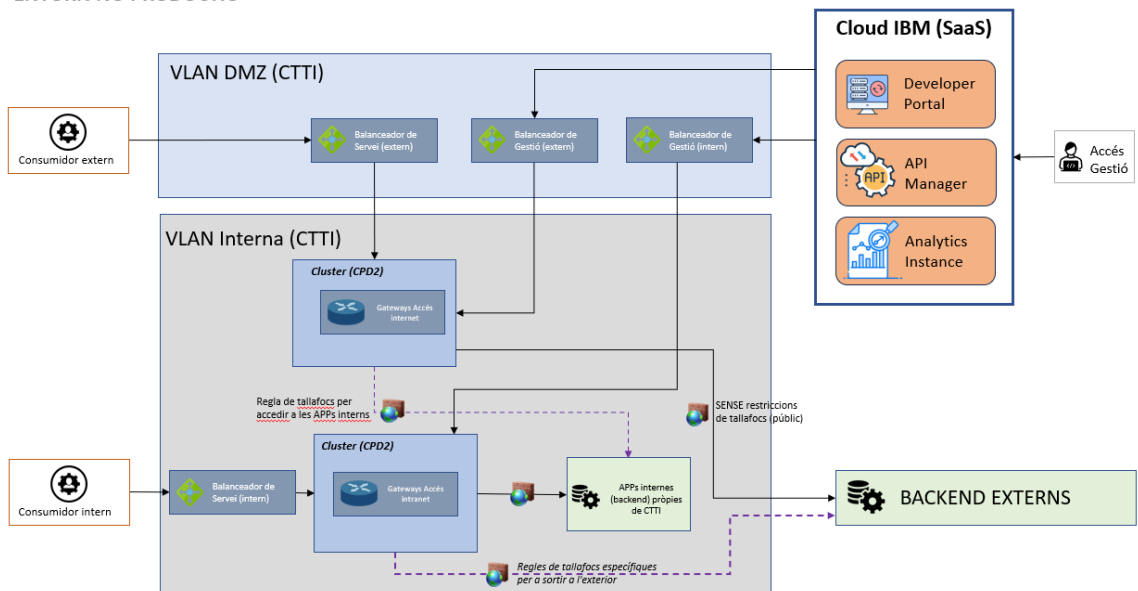 Cloud IBM (SaaS)
VLAN DMZ (CTTI)
Developer
Portal
Consumidor extern
Balanceador de
Servei (extern)
Balanceador de
Gestió (extern)
Balanceador de
Gestió (intern)
Accés
Gestió
API
API
Manager
VLAN Interna (CTTI)
Analytics
Instance
Cluster (CPD2)
Gateways Accés
internet
Regla de tallafocs per
accedir a les APPs interns
SENSE restriccions
de tallafocs (públic)
Cluster (CPD2)
Consumidor intern
Balanceador de
Servei (intern)
Gateways Accés
intranet
APPs internes
(backend) pròpies
de CTTI
BACKEND EXTERNS
Regles de tallafocs específiques
per a sortir a l'exterior